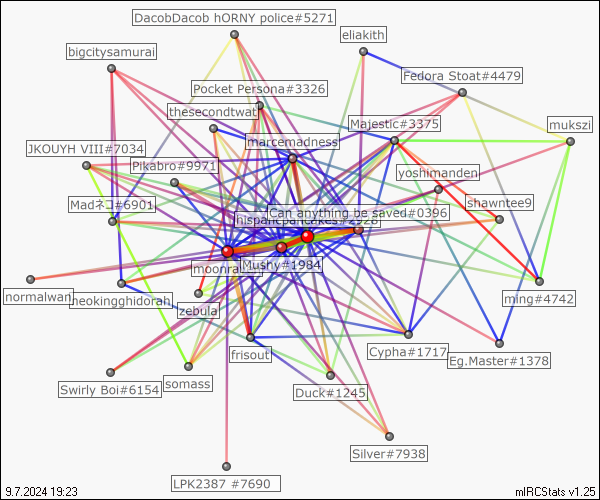 DacobDacob hORNY police#5271
eliakith
bigcitysamurai
Fedora Stoat#4479
Pocket Persona#3326
thesecondtwat
Majestic#3375
mukszi
marcemadness
JKOUYH VIII#7034
Pikabro#9971
yoshimanden
Madネコ#6901
shawntee9
Can anything be saved#0396
hispanicpancakes#2928
moonra
Mushy#1984
normalwan
neokingghidorah
zebula
ming#4742
frisout
Cypha#1717
Eg.Master#1378
Swirly Boi#6154
somass
Duck#1245
Silver#7938
LPK2387 #7690
9.7.2024 19:23
mIRCStats v1.25